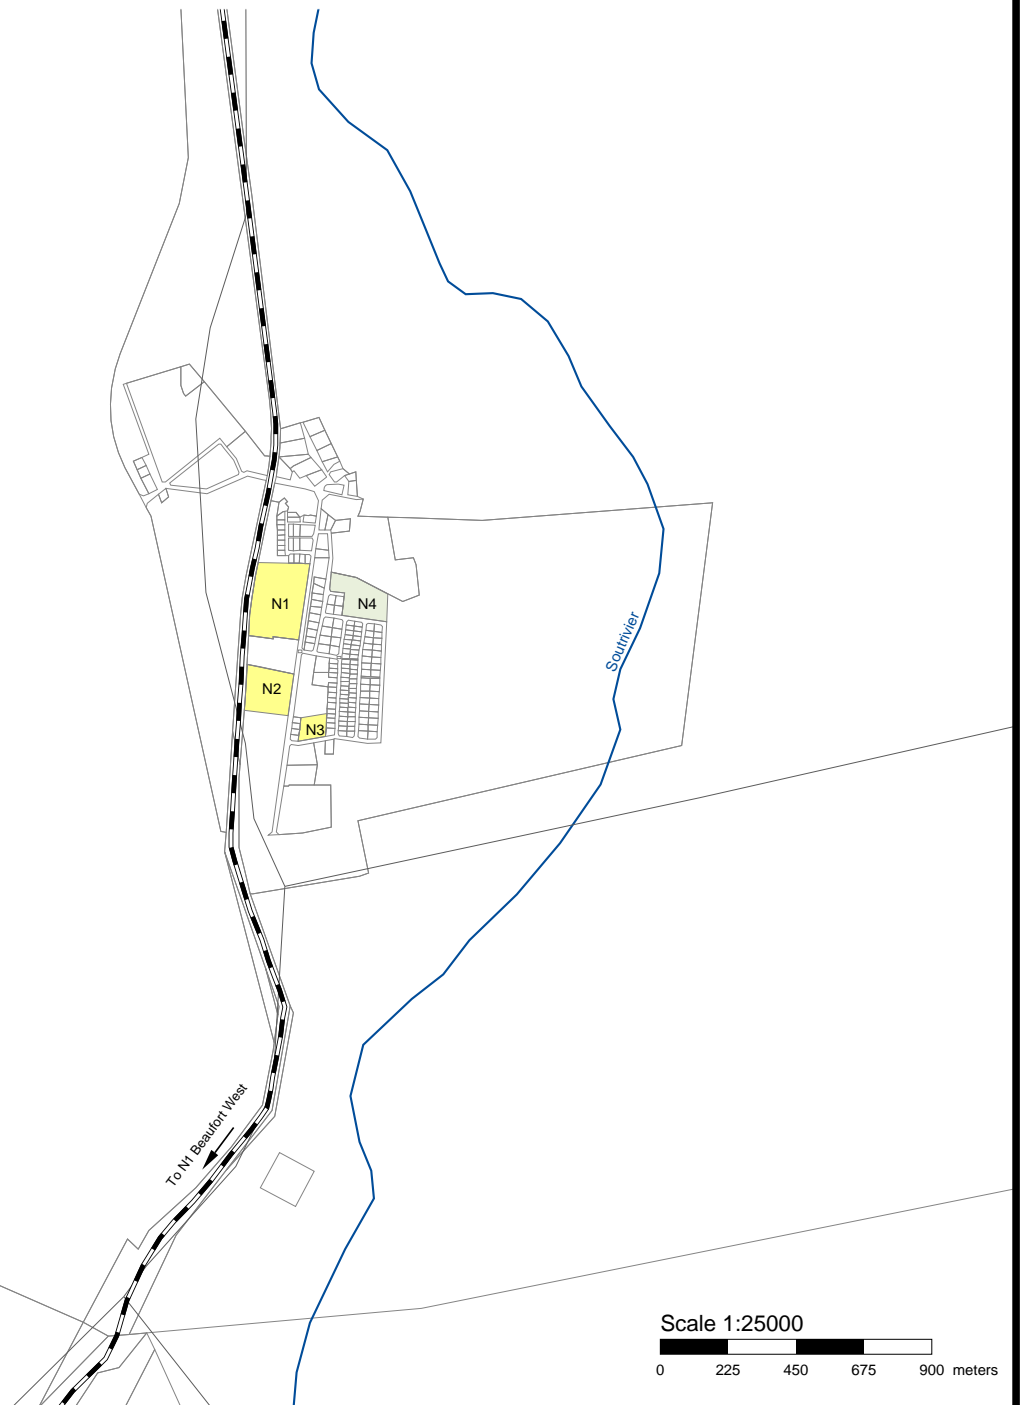 N1
N4
N2
N3
Soutrivier
To N1 Beaufort West
Scale 1:25000
0 225 450 675 900 meters